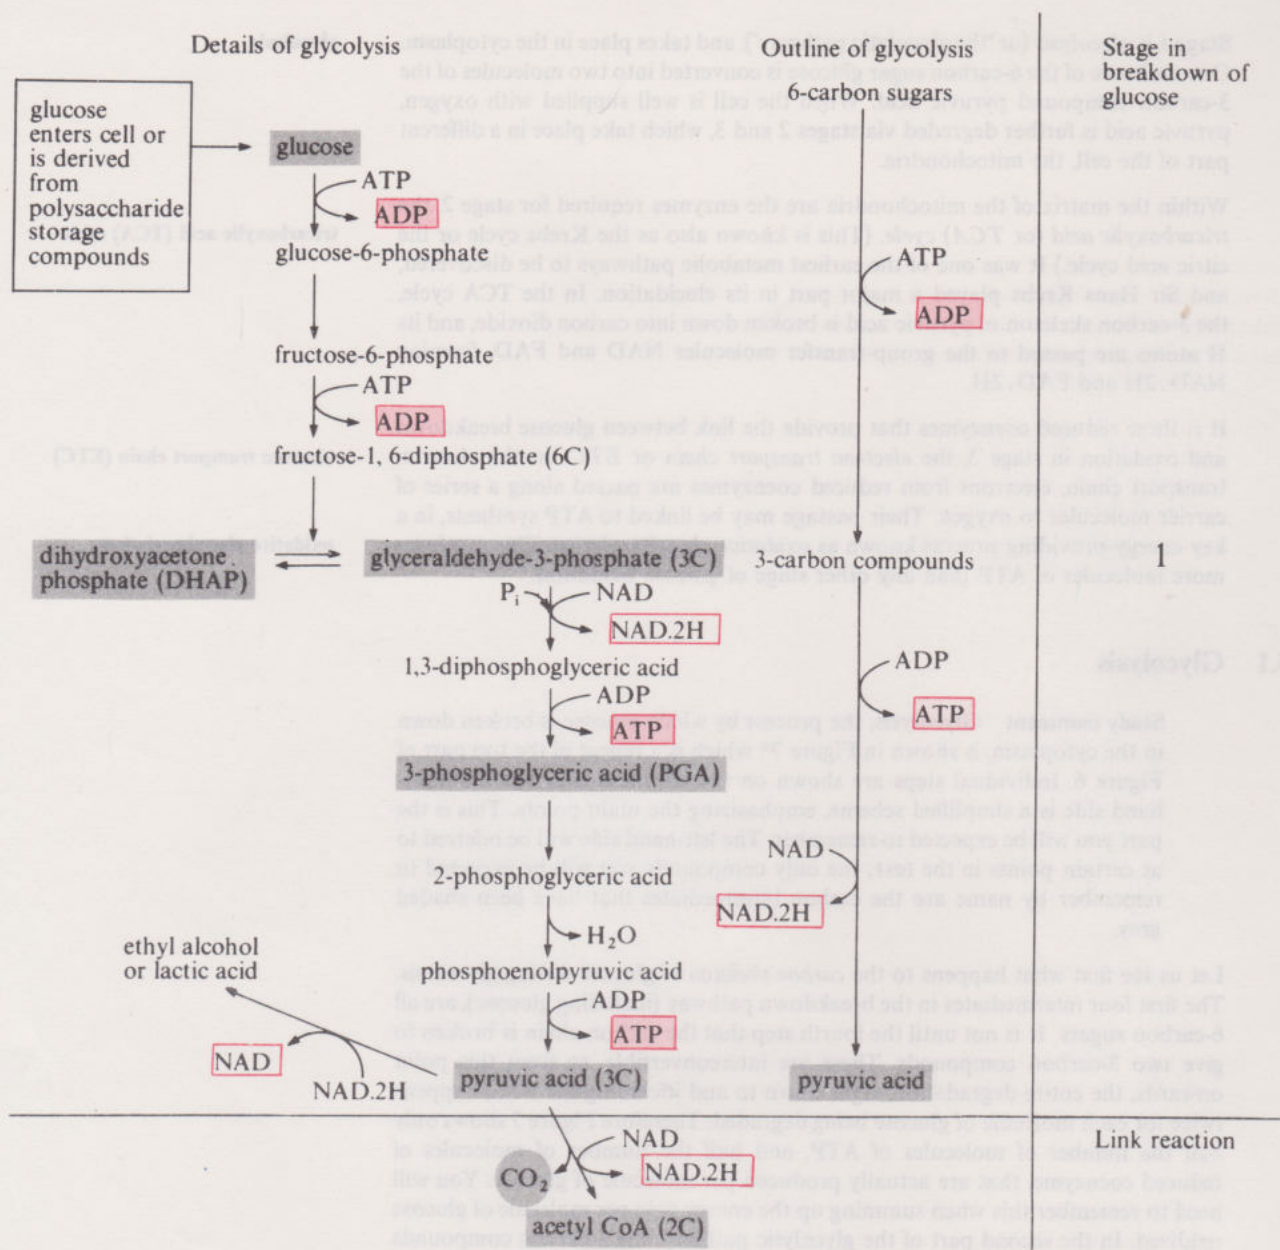 Details of glycolysis
Outline of glycolysis
6-carbon sugars
Stage in
breakdown of
glucose
glucose
enters cell or
is derived
from
polysaccharide
storage
compounds
glucose
ATP
ADP
glucose-6-phosphate
ATP
ADP
fructose-6-phosphate
ATP
ADP
fructose-1, 6-diphosphate (6C)
dihydroxyacetone
phosphate (DHAP)
glyceraldehyde-3-phosphate (3C)
3-carbon compounds
1
Pi
NAD
NAD.2H
1,3-diphosphoglyceric acid
ADP
ATP
ADP
ATP
3-phosphoglyceric acid (PGA)
NAD
NAD.2H
2-phosphoglyceric acid
H₂O
ethyl alcohol
or lactic acid
phosphoenolpyruvic acid
ADP
ATP
NAD
NAD.2H
pyruvic acid (3C)
pyruvic acid
Link reaction
NAD
NAD.2H
CO₂
acetyl CoA (2C)